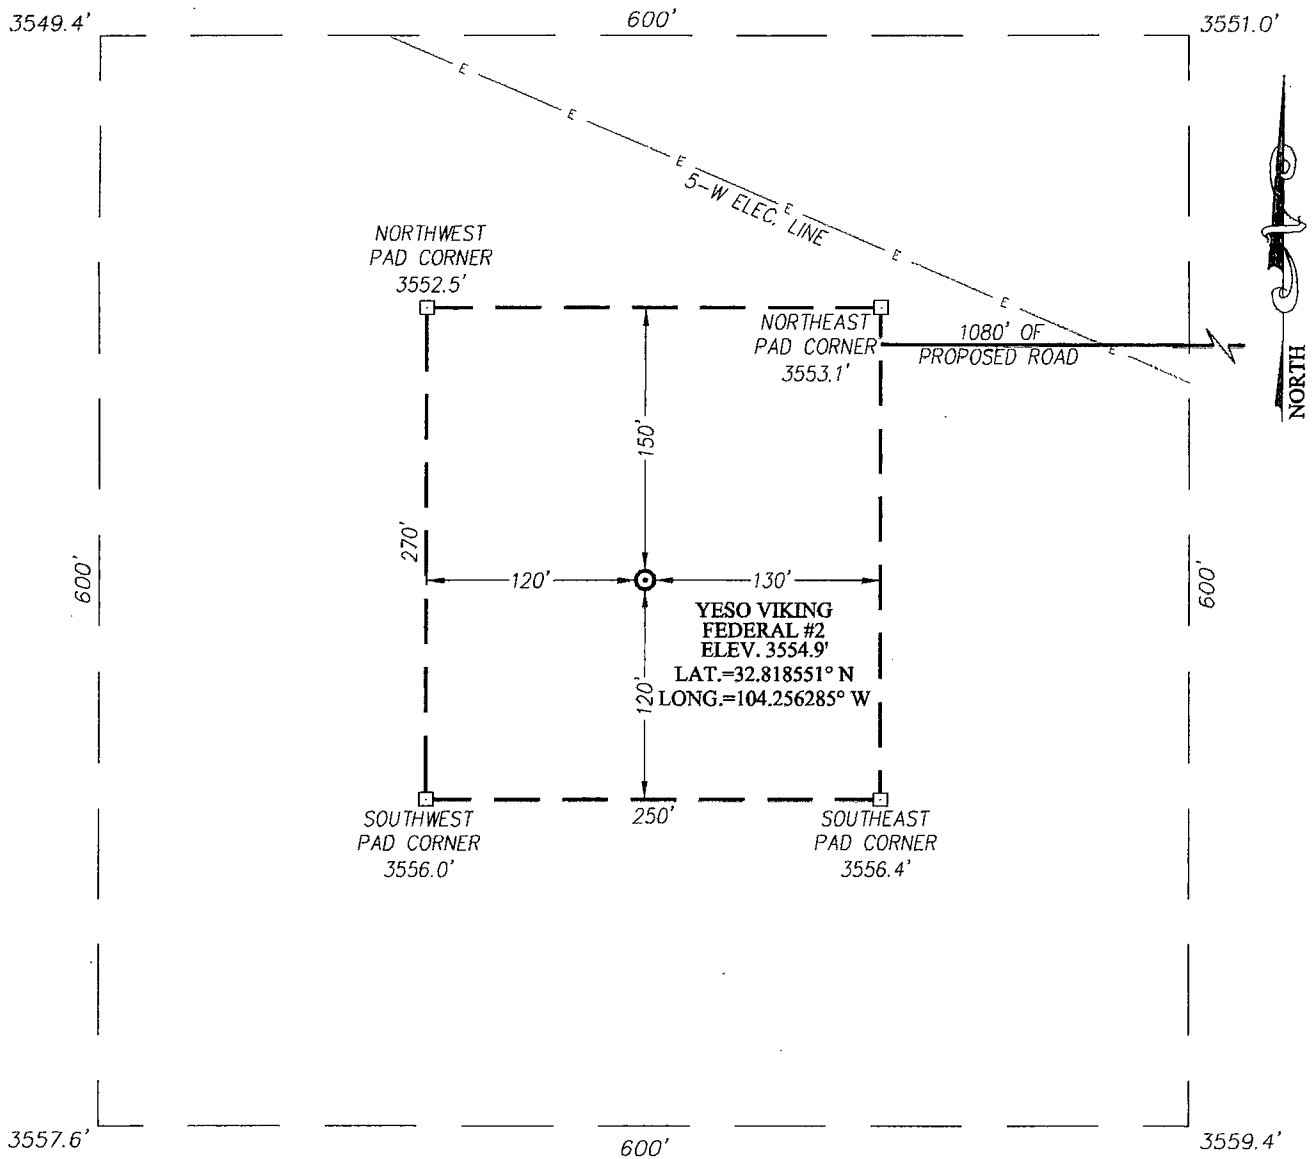 3549.4'
600'
3551.0'
E
E
E
5-W ELEC. LINE
E
E
E
E
NORTHWEST
PAD CORNER
3552.5'
NORTHEAST
PAD CORNER
3553.1'
1080' OF
PROPOSED ROAD
NORTH
150'
270'
600'
120'
130'
600'
YESO VIKING
FEDERAL #2
ELEV. 3554.9'
LAT.=32.818551° N
LONG.=104.256285° W
120'
250'
SOUTHWEST
PAD CORNER
3556.0'
SOUTHEAST
PAD CORNER
3556.4'
3557.6'
600'
3559.4'